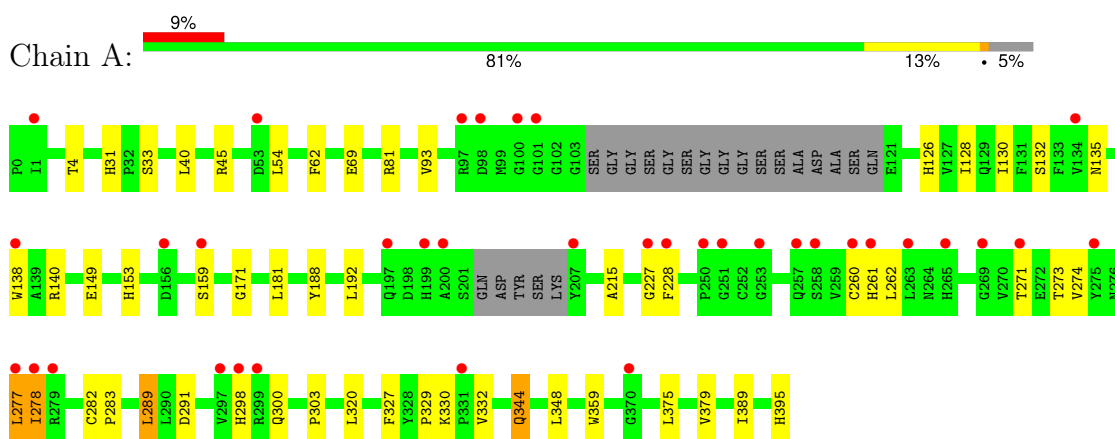 9%
Chain A:
81% 13% • 5%
P0 I1 T4 H31 P32 S33 L40 R45 D53 L54 F62 E69 R81 V93 R97 D98 M99 G100 G101 G102 G103 SER GLY GLY SER GLY SER GLY GLY GLY SER SER ALA ASP ALA SER GLN E121 H126 V127 I128 Q129 I130 F131 S132 F133 V134 N135
W138 A139 R140 E149 H153 D156 S159 G171 L181 Y188 L192 Q197 D198 H199 A200 S201 GLN ASP TYR SER LYS Y207 A215 G227 F228 P250 G251 C252 G253 Q257 S258 V259 C260 H261 L262 L263 N264 H265 G269 V270 T271 E272 T273 V274 Y275 N276
L277 I278 R279 C282 P283 L289 L290 D291 V297 H298 R299 Q300 P303 L320 F327 Y328 P329 K330 P331 V332 Q344 L348 W359 G370 L375 V379 I389 H395